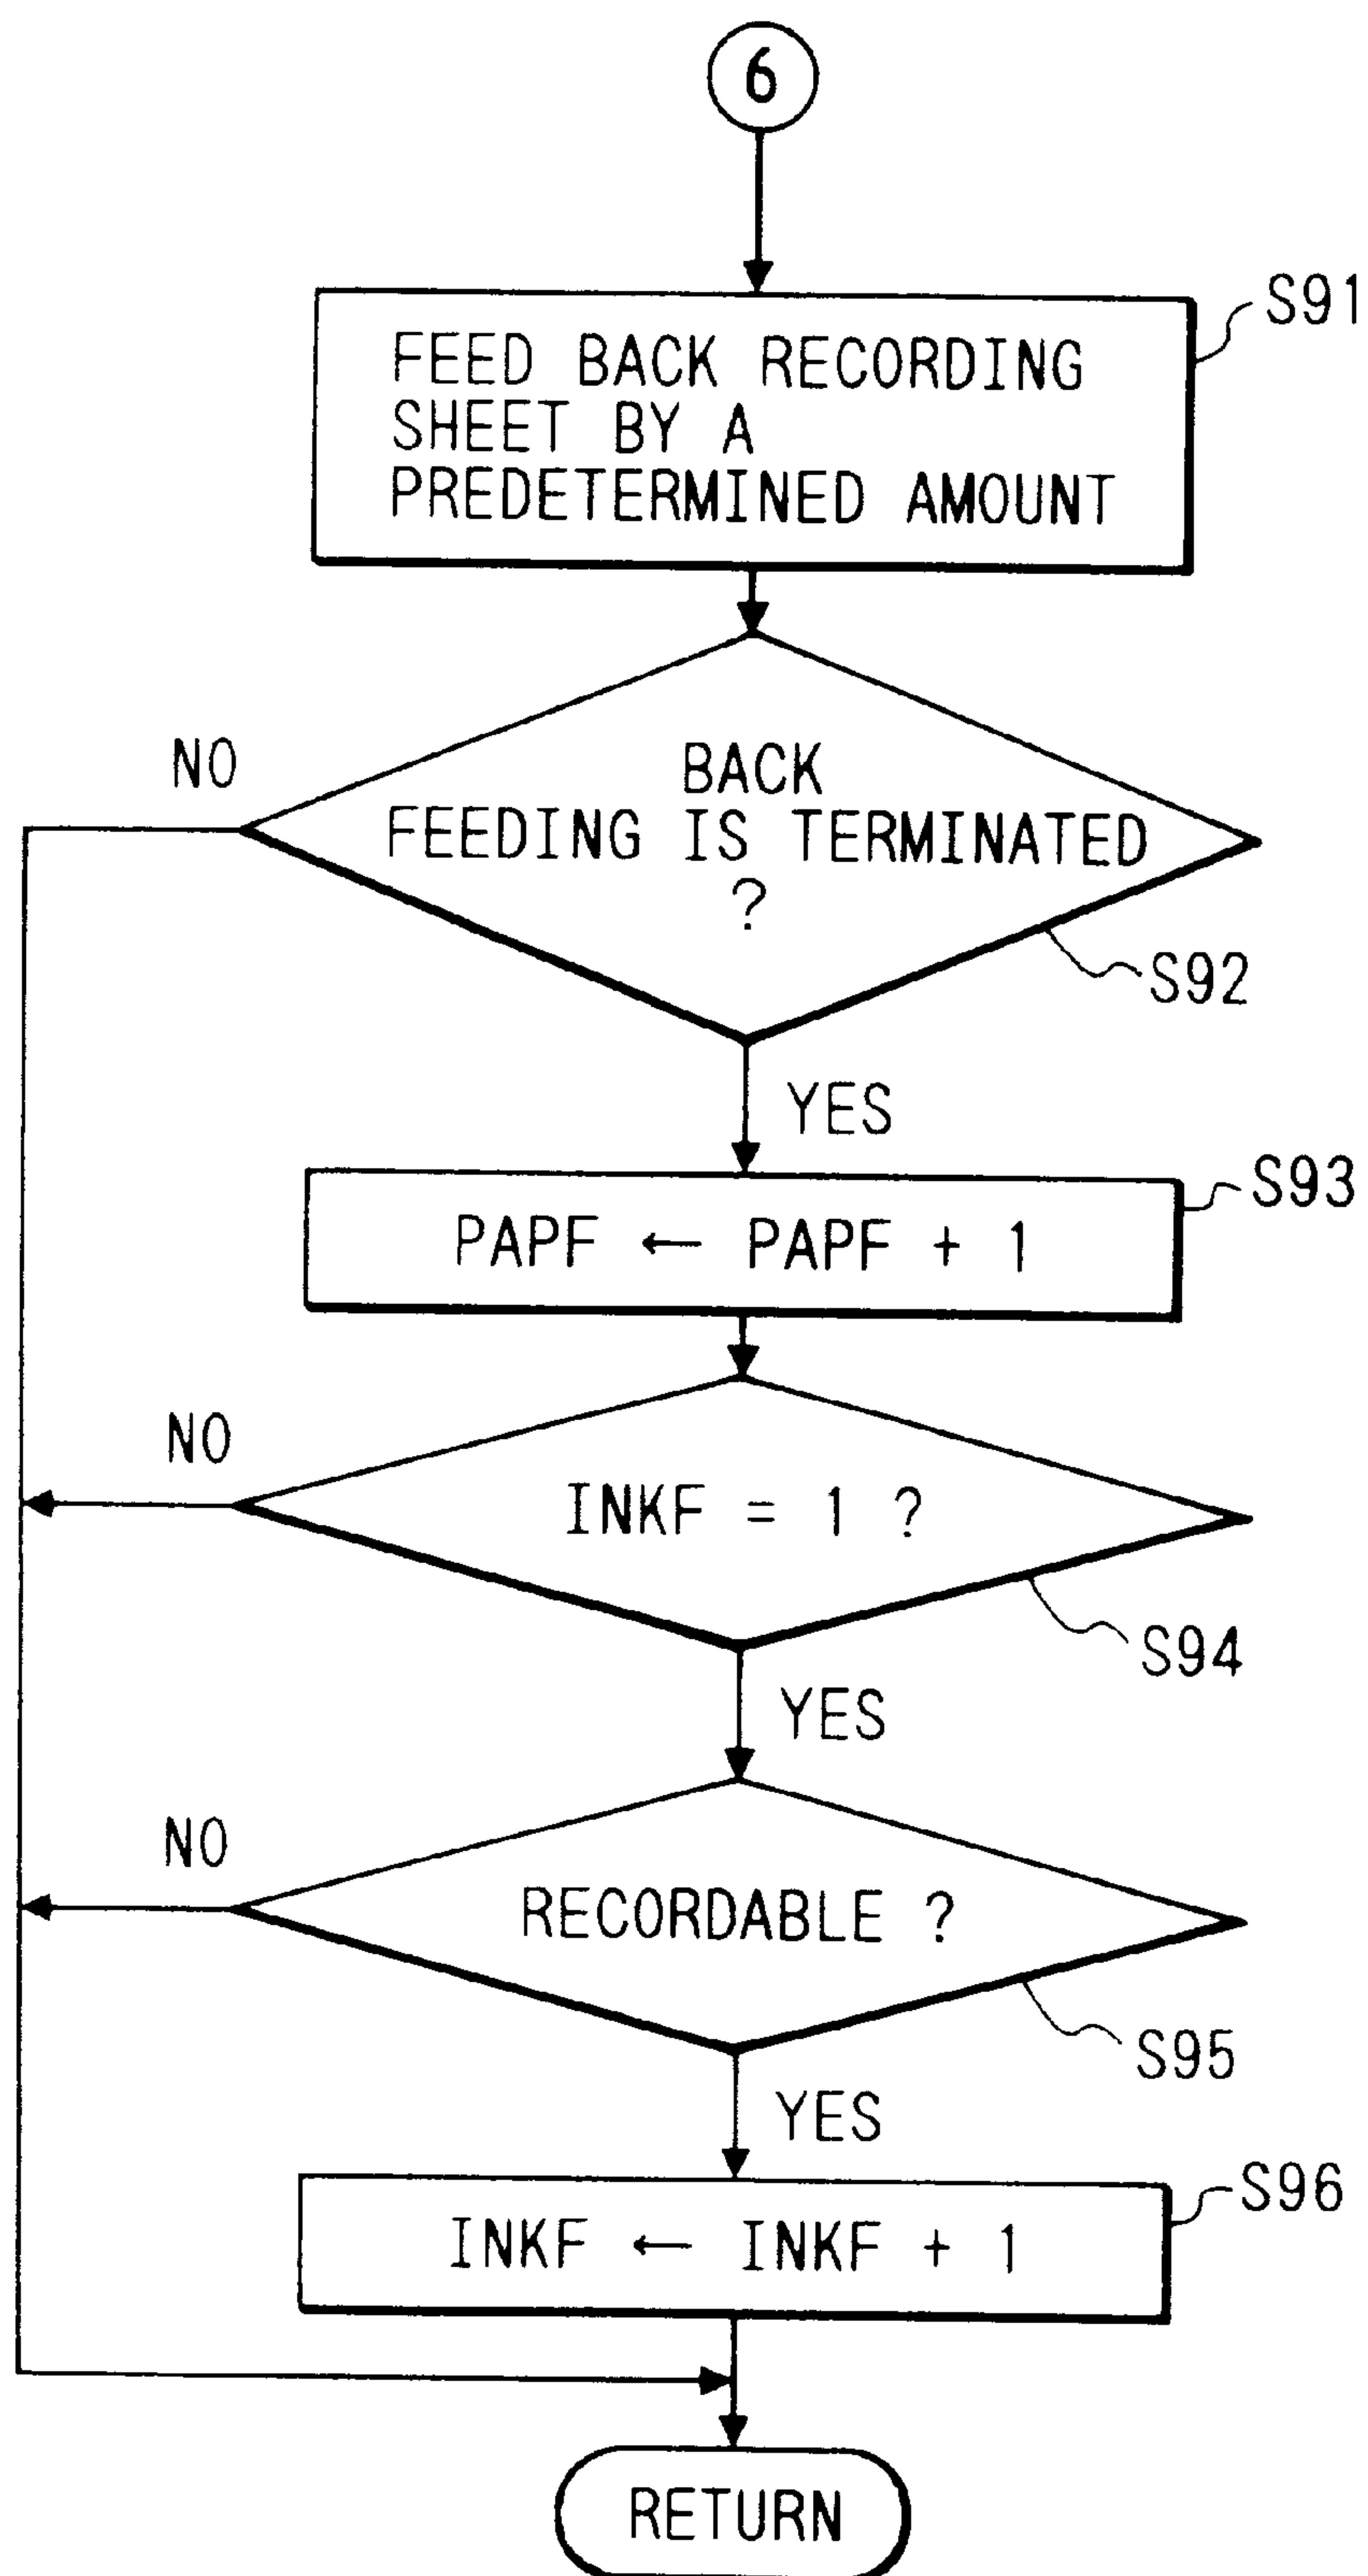 6
S91
FEED BACK RECORDING
SHEET BY A
PREDETERMINED AMOUNT
NO
BACK
FEEDING IS TERMINATED
?
S92
YES
S93
PAPF ← PAPF + 1
NO
INKF = 1 ?
S94
YES
NO
RECORDABLE ?
S95
YES
S96
INKF ← INKF + 1
RETURN